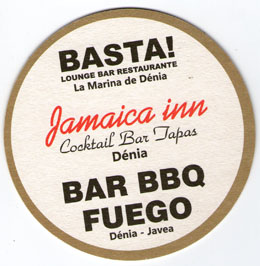 BASTA!
LOUNGE BAR RESTAURANTE
La Marina de Dénia
Jamaica inn
Cocktail Bar Tapas
Dénia
BAR BBQ
FUEGO
Dénia - Javea